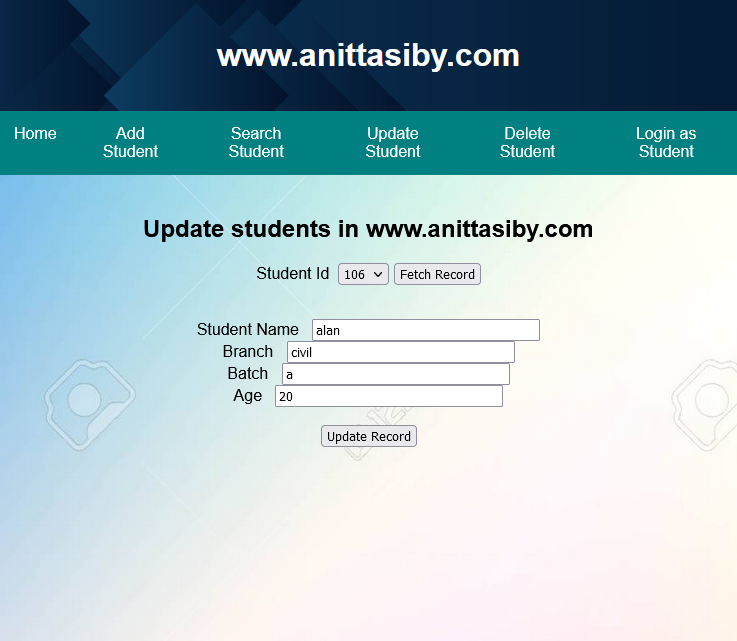 www.anittasiby.com
Home
Add
Student
Search
Student
Update
Student
Delete
Student
Login as
Student
Update students in www.anittasiby.com
Student Id 106 Fetch Record
Student Name alan
Branch civil
Batch a
Age 20
Update Record